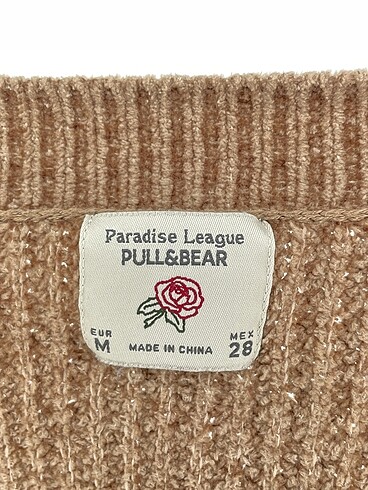 Paradise League
PULL&BEAR
EUR MEX
M MADE IN CHINA 28